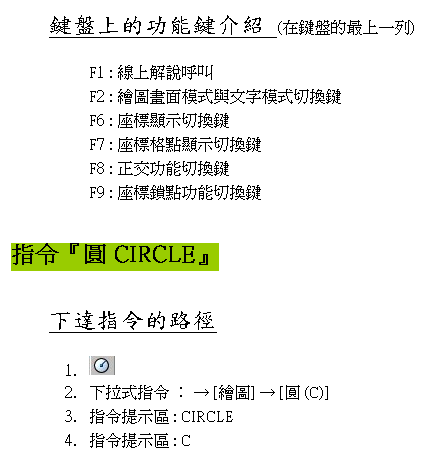 鍵盤上的功能鍵介紹 (在鍵盤的最上一列)
F1 : 線上解說呼叫
F2 : 繪圖畫面模式與文字模式切換鍵
F6 : 座標顯示切換鍵
F7 : 座標格點顯示切換鍵
F8 : 正交功能切換鍵
F9 : 座標鎖點功能切換鍵
指令『圓 CIRCLE』
下達指令的路徑
1.
2. 下拉式指令 : → [繪圖] → [圓 (C)]
3. 指令提示區 : CIRCLE
4. 指令提示區 : C